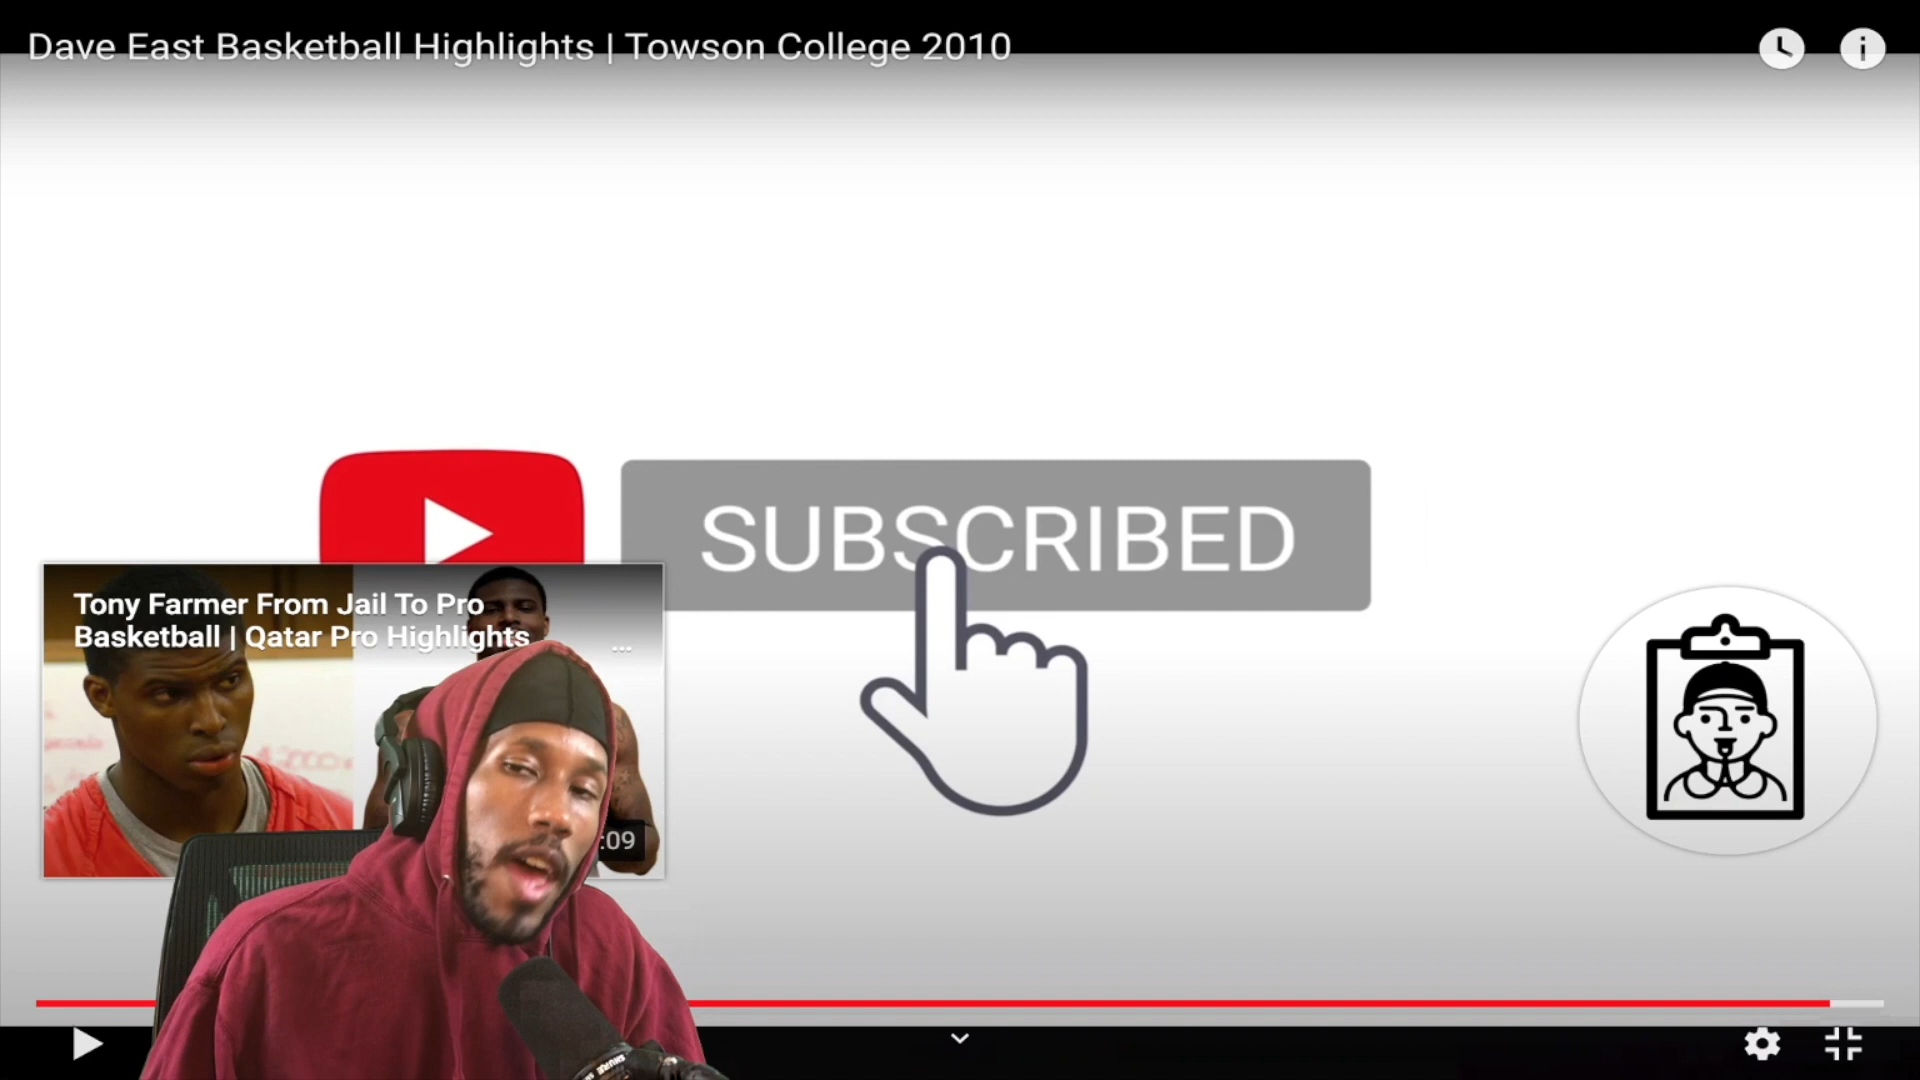 Dave East Basketball Highlights | Towson College 2010
SUBSCRIBED
Tony Farmer From Jail To Pro
Basketball | Qatar Pro Highlights
...
:09
SHURE